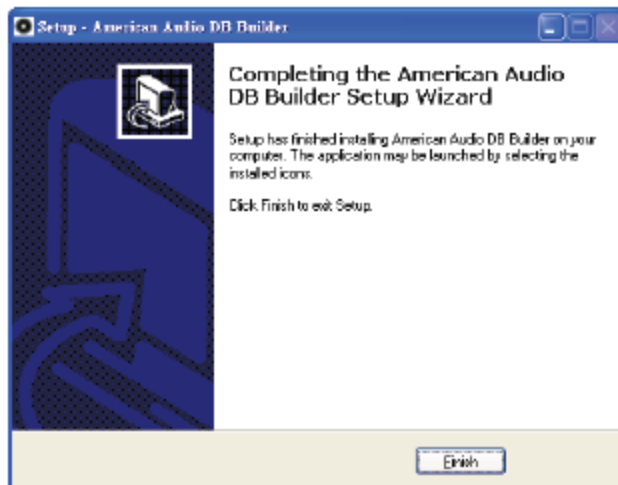 Setup - American Audio DB Builder
Completing the American Audio
DB Builder Setup Wizard
Setup has finished installing American Audio DB Builder on your
computer. The application may be launched by selecting the
installed icons.
Click Finish to exit Setup.
Finish